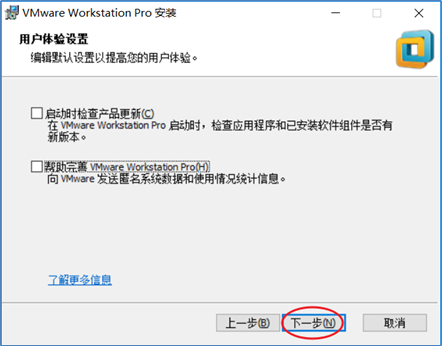 VMware Workstation Pro 安装
用户体验设置
编辑默认设置以提高您的用户体验。
启动时检查产品更新(C)
在 VMware Workstation Pro 启动时，检查应用程序和已安装软件组件是否有
新版本。
帮助完善 VMware Workstation Pro(H)
向 VMware 发送匿名系统数据和使用情况统计信息。
了解更多信息
上一步(B)
下一步(N)
取消